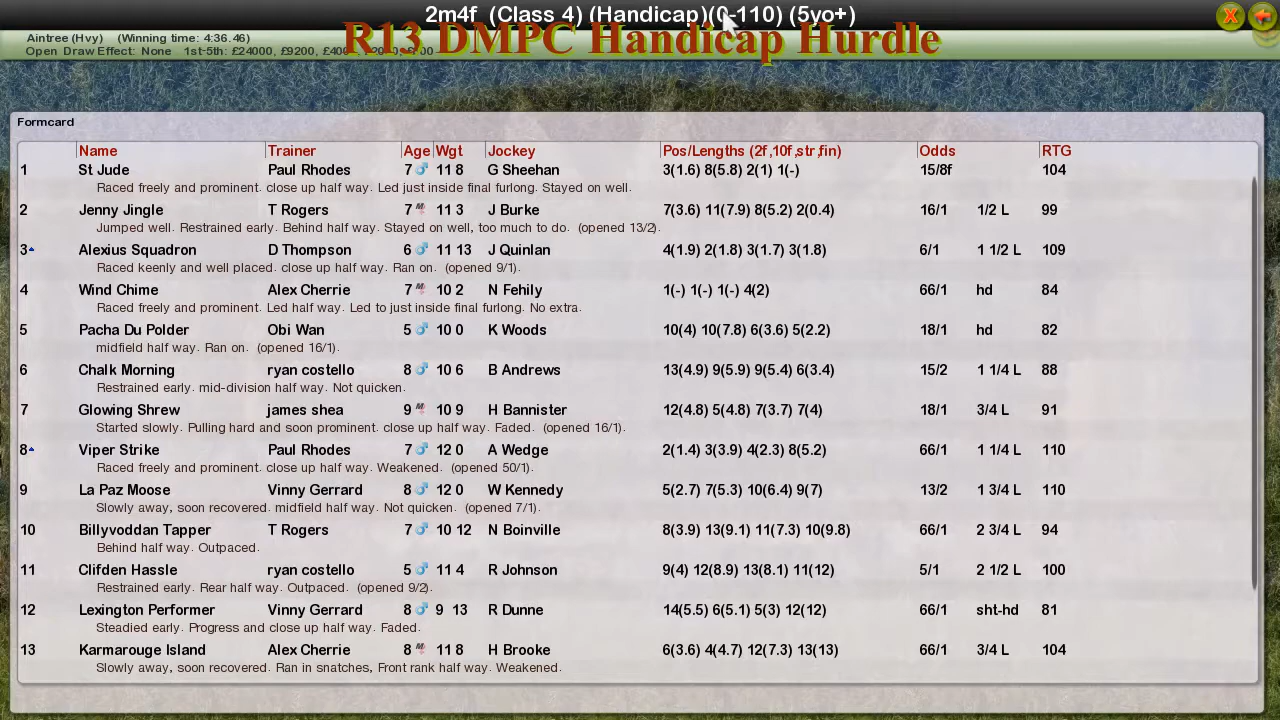 2m4f (Class 4) (Handicap)(0-110) (5yo+)
R13 DMPC Handicap Hurdle
Aintree (Hvy) (Winning time: 4:36.46)
Open Draw Effect: None 1st-5th: £24000, £9200,
Formcard
Name Trainer Age Wgt Jockey Pos/Lengths (2f,10f,str,fin) Odds RTG
1 St Jude Paul Rhodes 7 11 8 G Sheehan 3(1.6) 8(5.8) 2(1) 1(-) 15/8f 104
Raced freely and prominent. close up half way. Led just inside final furlong. Stayed on well.
2 Jenny Jingle T Rogers 7 11 3 J Burke 7(3.6) 11(7.9) 8(5.2) 2(0.4) 16/1 1/2 L 99
Jumped well. Restrained early. Behind half way. Stayed on well, too much to do. (opened 13/2).
3 Alexius Squadron D Thompson 6 11 13 J Quinlan 4(1.9) 2(1.8) 3(1.7) 3(1.8) 6/1 1 1/2 L 109
Raced keenly and well placed. close up half way. Ran on. (opened 9/1).
4 Wind Chime Alex Cherrie 7 10 2 N Fehily 1(-) 1(-) 1(-) 4(2) 66/1 hd 84
Raced freely and prominent. Led half way. Led to just inside final furlong. No extra.
5 Pacha Du Polder Obi Wan 5 10 0 K Woods 10(4) 10(7.8) 6(3.6) 5(2.2) 18/1 hd 82
midfield half way. Ran on. (opened 16/1).
6 Chalk Morning ryan costello 8 10 6 B Andrews 13(4.9) 9(5.9) 9(5.4) 6(3.4) 15/2 1 1/4 L 88
Restrained early. mid-division half way. Not quicken.
7 Glowing Shrew james shea 9 10 9 H Bannister 12(4.8) 5(4.8) 7(3.7) 7(4) 18/1 3/4 L 91
Started slowly. Pulling hard and soon prominent. close up half way. Faded. (opened 16/1).
8 Viper Strike Paul Rhodes 7 12 0 A Wedge 2(1.4) 3(3.9) 4(2.3) 8(5.2) 66/1 1 1/4 L 110
Raced freely and prominent. close up half way. Weakened. (opened 50/1).
9 La Paz Moose Vinny Gerrard 8 12 0 W Kennedy 5(2.7) 7(5.3) 10(6.4) 9(7) 13/2 1 3/4 L 110
Slowly away, soon recovered. midfield half way. Not quicken. (opened 7/1).
10 Billyvoddan Tapper T Rogers 7 10 12 N Boinville 8(3.9) 13(9.1) 11(7.3) 10(9.8) 66/1 2 3/4 L 94
Behind half way. Outpaced.
11 Clifden Hassle ryan costello 5 11 4 R Johnson 9(4) 12(8.9) 13(8.1) 11(12) 5/1 2 1/2 L 100
Restrained early. Rear half way. Outpaced. (opened 9/2).
12 Lexington Performer Vinny Gerrard 8 9 13 R Dunne 14(5.5) 6(5.1) 5(3) 12(12) 66/1 sht-hd 81
Steadied early. Progress and close up half way. Faded.
13 Karmarouge Island Alex Cherrie 8 11 8 H Brooke 6(3.6) 4(4.7) 12(7.3) 13(13) 66/1 3/4 L 104
Slowly away, soon recovered. Ran in snatches, Front rank half way. Weakened.